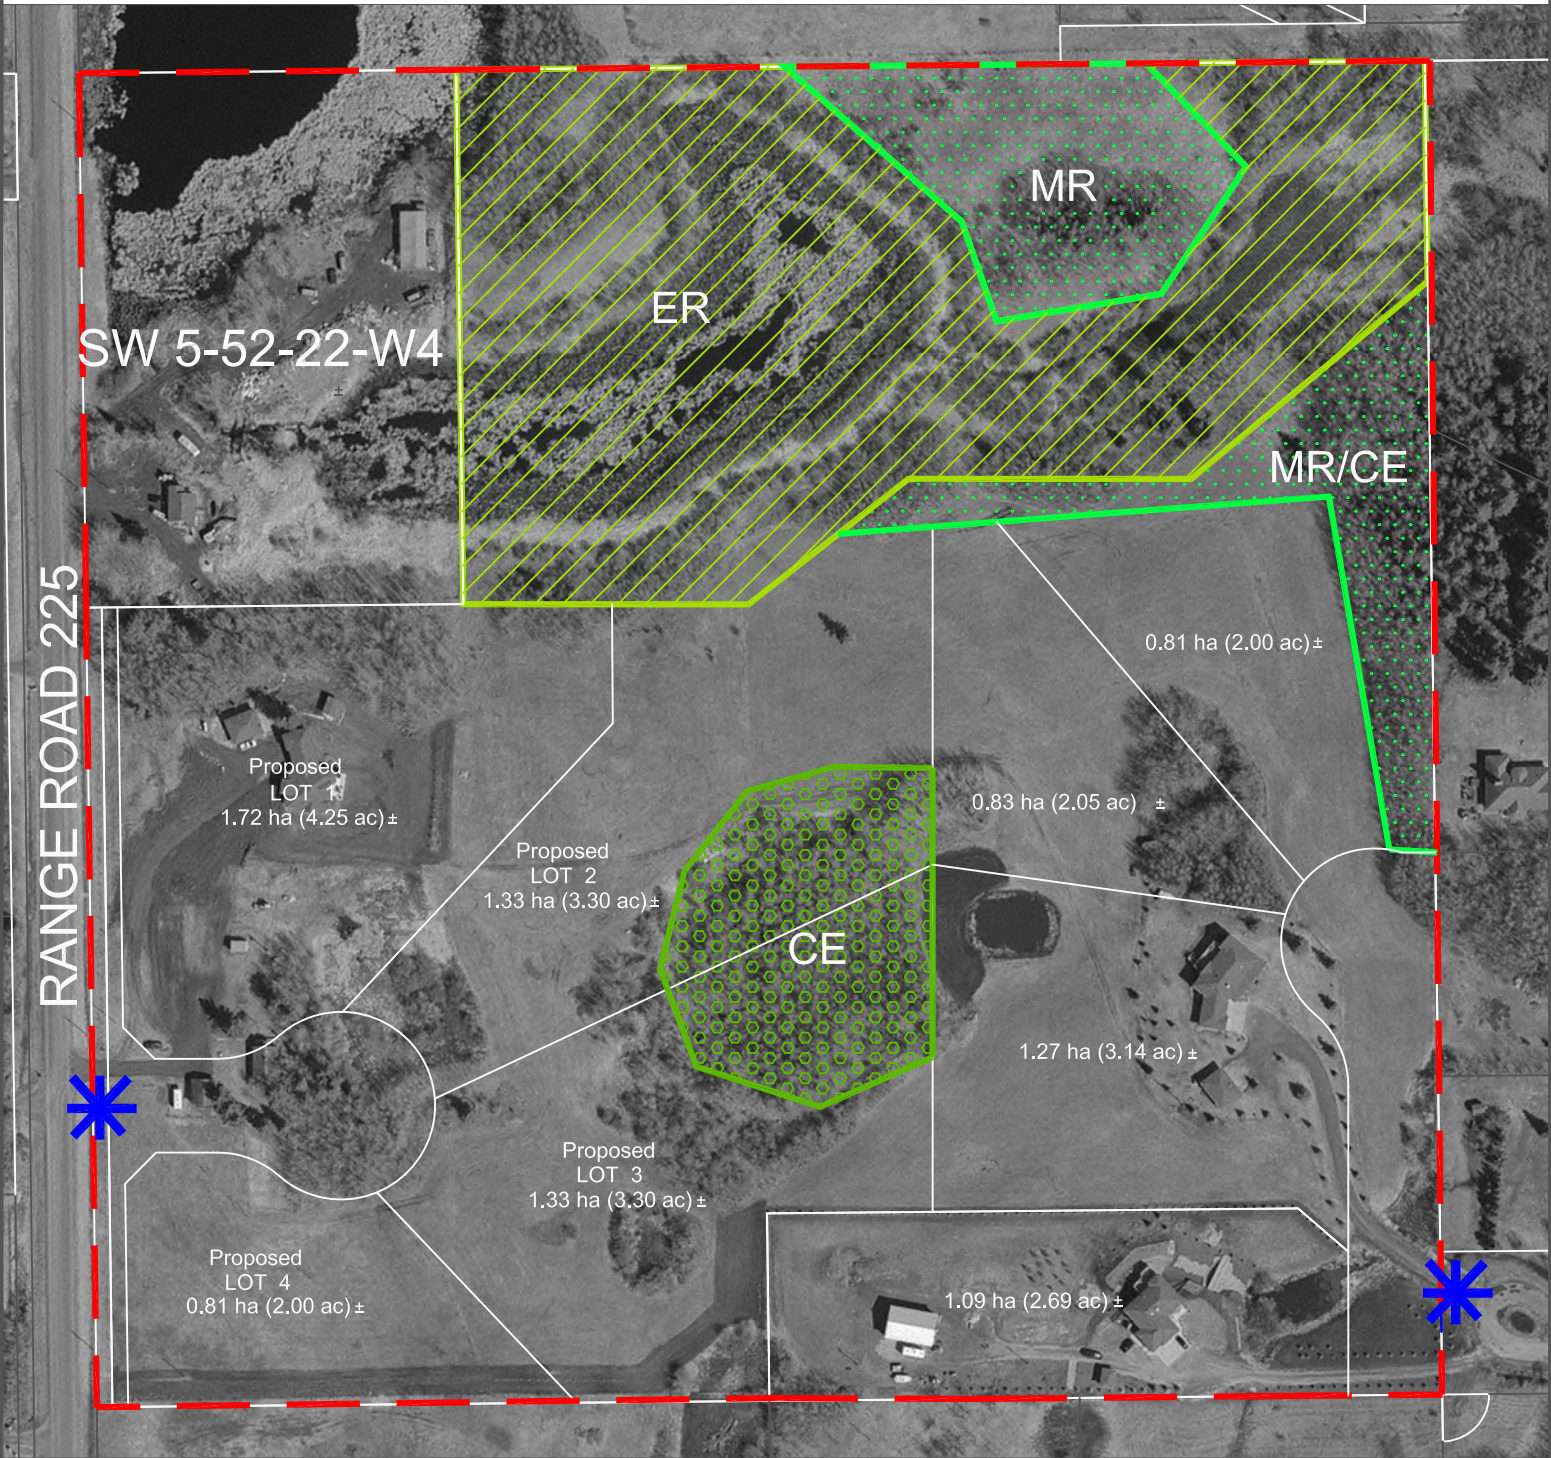 MR
ER
SW 5-52-22-W4
MR/CE
RANGE ROAD 225
0.81 ha (2.00 ac)±
Proposed
LOT 1
1.72 ha (4.25 ac)±
0.83 ha (2.05 ac) ±
Proposed
LOT 2
1.33 ha (3.30 ac)±
CE
1.27 ha (3.14 ac)±
Proposed
LOT 3
1.33 ha (3.30 ac)±
Proposed
LOT 4
0.81 ha (2.00 ac)±
1.09 ha (2.69 ac)±